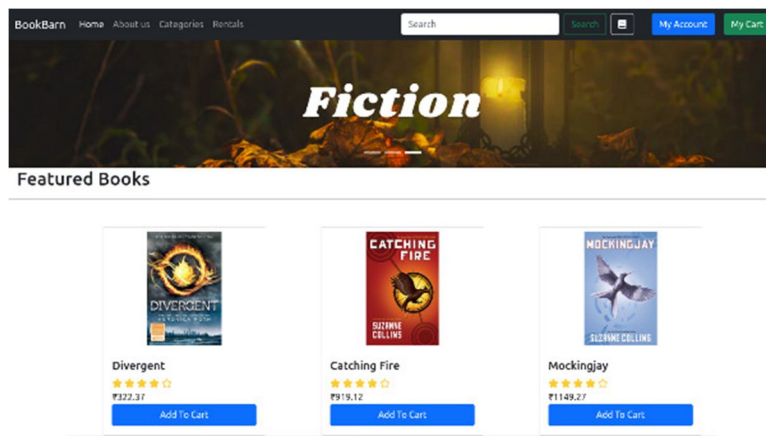 BookBarn Home About us Categories Rentals Search Search My Account My Cart
Fiction
Featured Books
DIVERGENT
CATCHING
FIRE
SUZANNE
COLLINS
MOCKINGJAY
SUZANNE COLLINS
Divergent
₹322.37
Add To Cart
Catching Fire
₹919.12
Add To Cart
Mockingjay
₹1149.27
Add To Cart